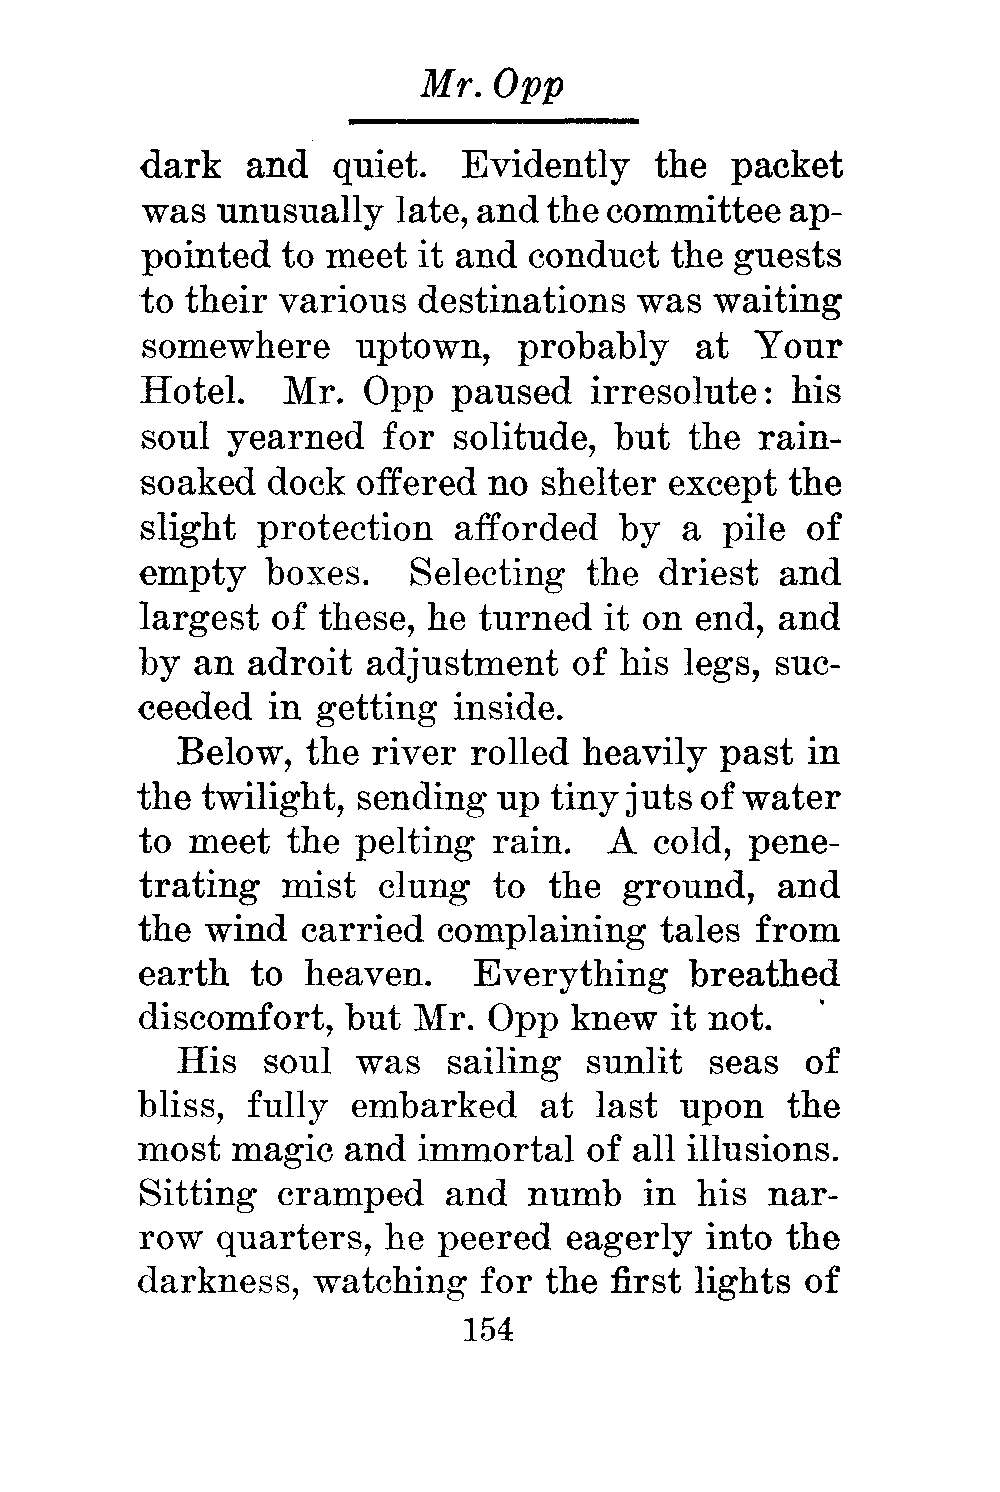 Mr. Opp
dark and quiet. Evidently the packet
was unusually late, and the committee ap-
pointed to meet it and conduct the guests
to their various destinations was waiting
somewhere uptown, probably at Your
Hotel. Mr. Opp paused irresolute: his
soul yearned for solitude, but the rain-
soaked dock offered no shelter except the
slight protection afforded by a pile of
empty boxes. Selecting the driest and
largest of these, he turned it on end, and
by an adroit adjustment of his legs, suc-
ceeded in getting inside.
Below, the river rolled heavily past in
the twilight, sending up tiny juts of water
to meet the pelting rain. A cold, pene-
trating mist clung to the ground, and
the wind carried complaining tales from
earth to heaven. Everything breathed
discomfort, but Mr. Opp knew it not.
His soul was sailing sunlit seas of
bliss, fully embarked at last upon the
most magic and immortal of all illusions.
Sitting cramped and numb in his nar-
row quarters, he peered eagerly into the
darkness, watching for the first lights of
154